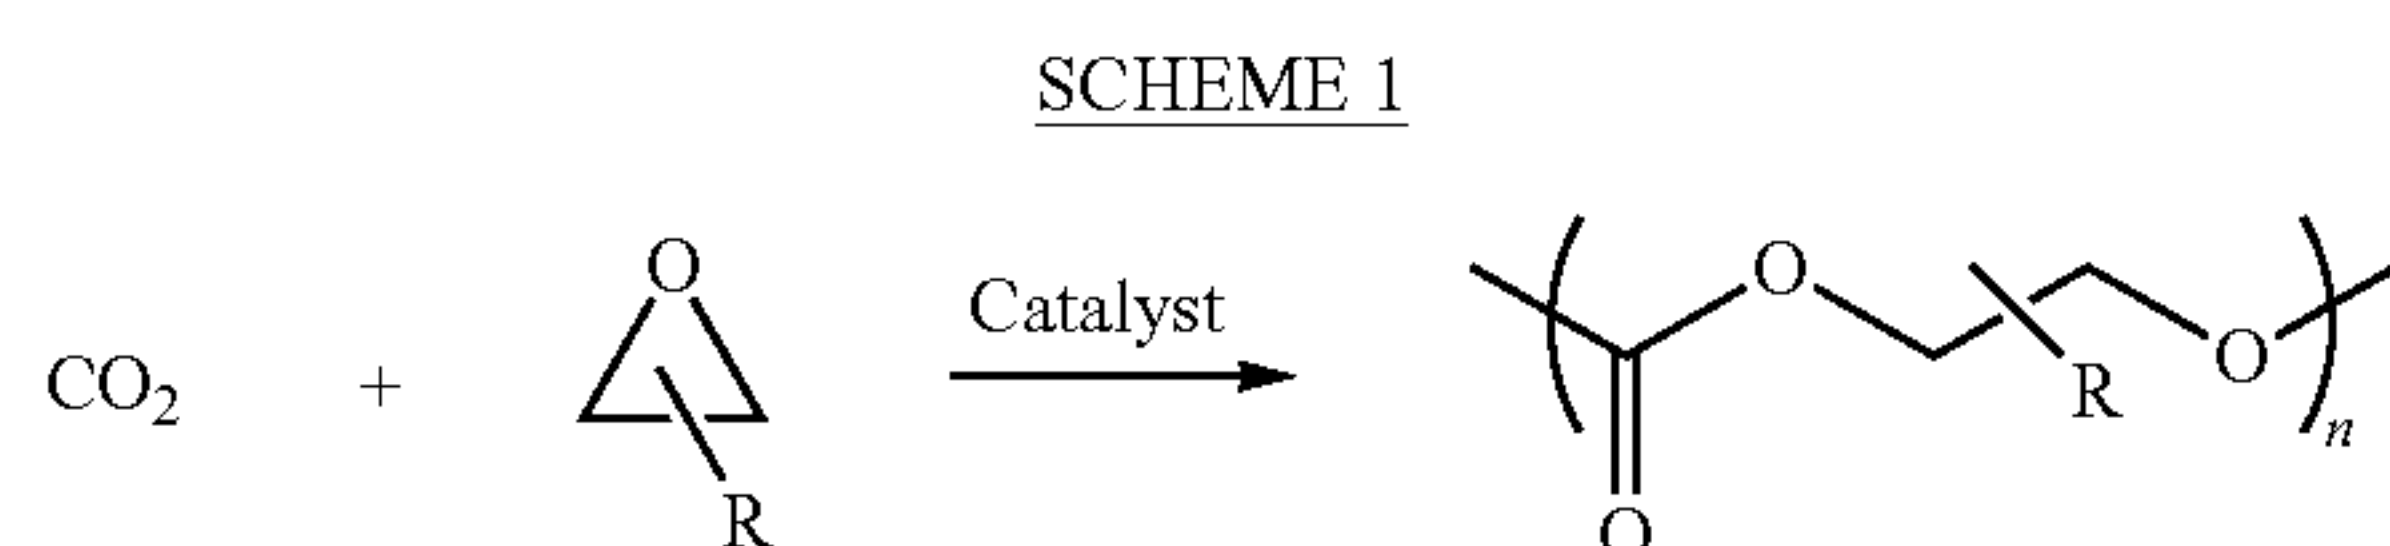 SCHEME 1
O
O
Catalyst
CO₂ + O R
R n
O